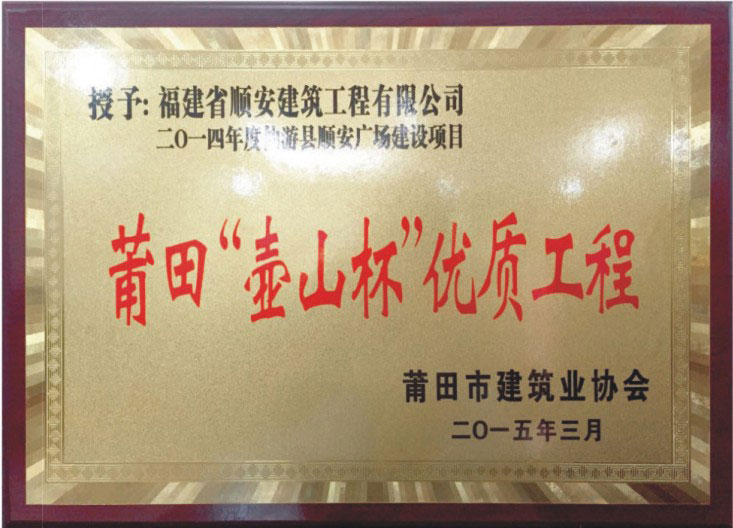 授予: 福建省顺安建筑工程有限公司
二〇一四年度仙游县顺安广场建设项目
莆田“壶山杯”优质工程
莆田市建筑业协会
二〇一五年三月